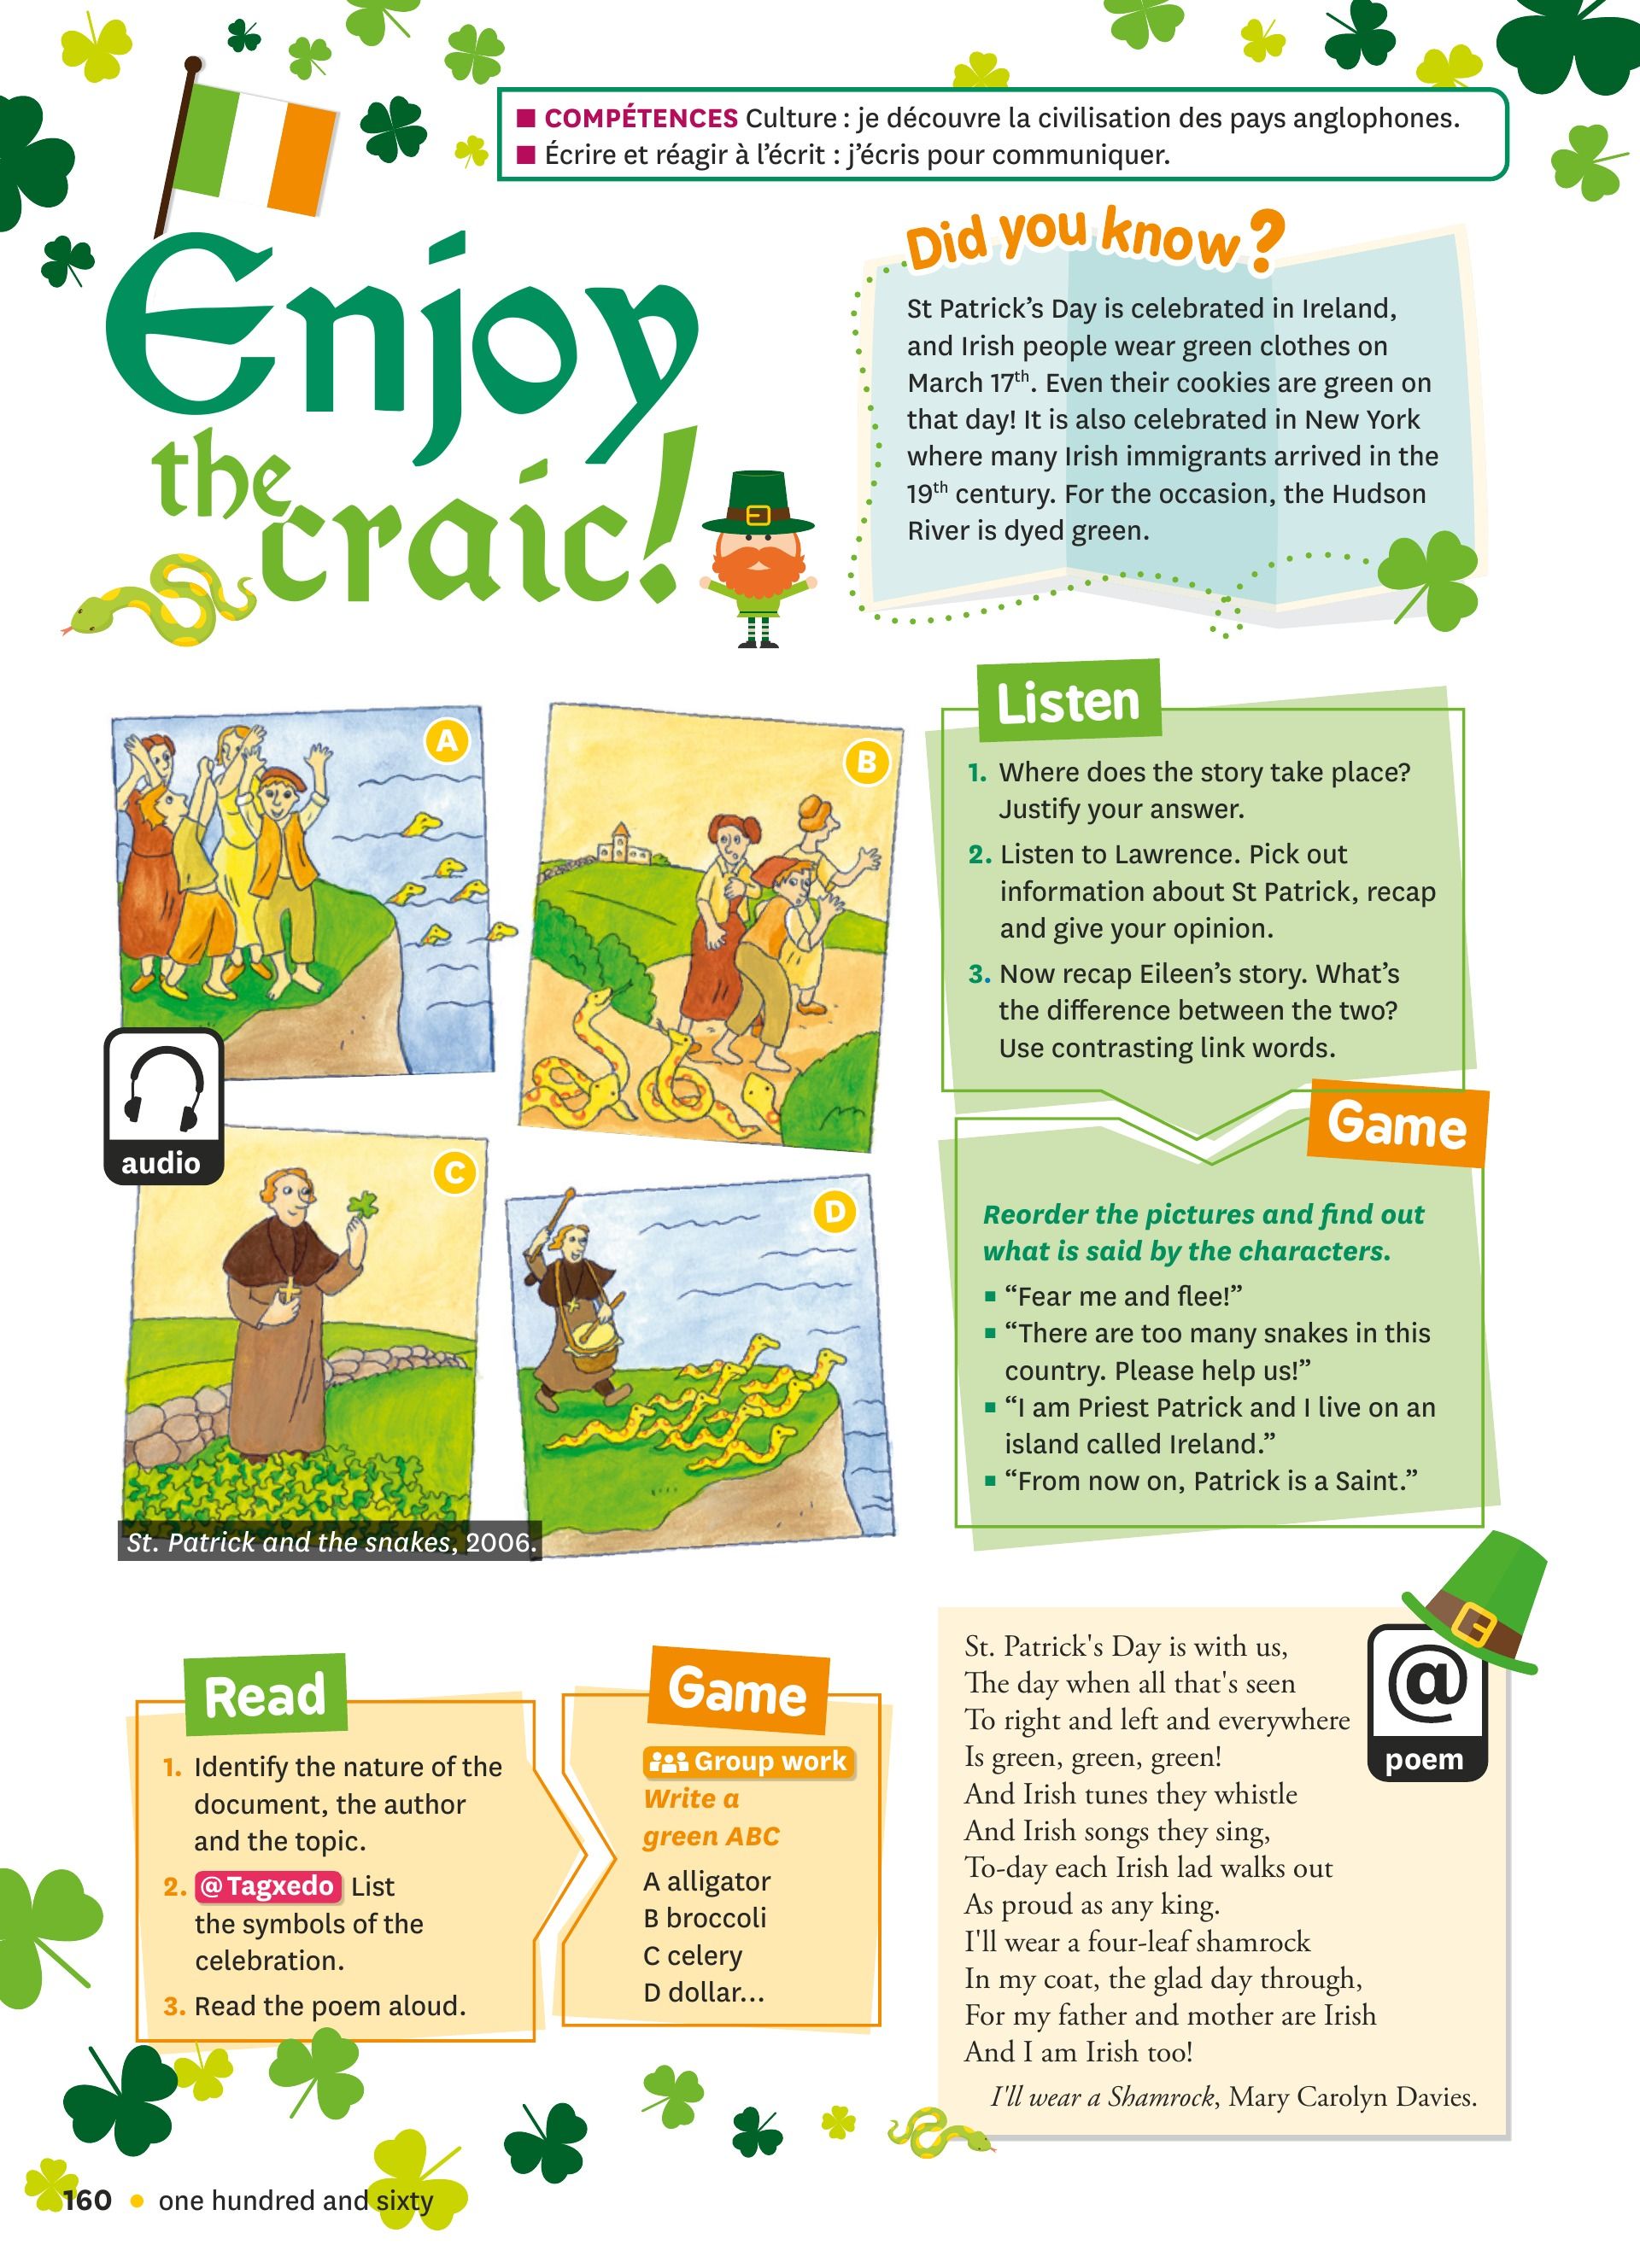 ■ COMPÉTENCES Culture : je découvre la civilisation des pays anglophones.
■ Écrire et réagir à l’écrit : j’écris pour communiquer.
Enjoy
the craic!
Did you know?
St Patrick’s Day is celebrated in Ireland,
and Irish people wear green clothes on
March 17th. Even their cookies are green on
that day! It is also celebrated in New York
where many Irish immigrants arrived in the
19th century. For the occasion, the Hudson
River is dyed green.
A
B
audio
C
D
St. Patrick and the snakes, 2006.
Listen
1. Where does the story take place?
Justify your answer.
2. Listen to Lawrence. Pick out
information about St Patrick, recap
and give your opinion.
3. Now recap Eileen’s story. What’s
the difference between the two?
Use contrasting link words.
Game
Reorder the pictures and find out
what is said by the characters.
■ “Fear me and flee!”
■ “There are too many snakes in this
country. Please help us!”
■ “I am Priest Patrick and I live on an
island called Ireland.”
■ “From now on, Patrick is a Saint.”
Read
1. Identify the nature of the
document, the author
and the topic.
2. @Tagxedo List
the symbols of the
celebration.
3. Read the poem aloud.
Game
Group work
Write a
green ABC
A alligator
B broccoli
C celery
D dollar…
@
poem
St. Patrick's Day is with us,
The day when all that's seen
To right and left and everywhere
Is green, green, green!
And Irish tunes they whistle
And Irish songs they sing,
To-day each Irish lad walks out
As proud as any king.
I'll wear a four-leaf shamrock
In my coat, the glad day through,
For my father and mother are Irish
And I am Irish too!
I'll wear a Shamrock, Mary Carolyn Davies.
160 • one hundred and sixty